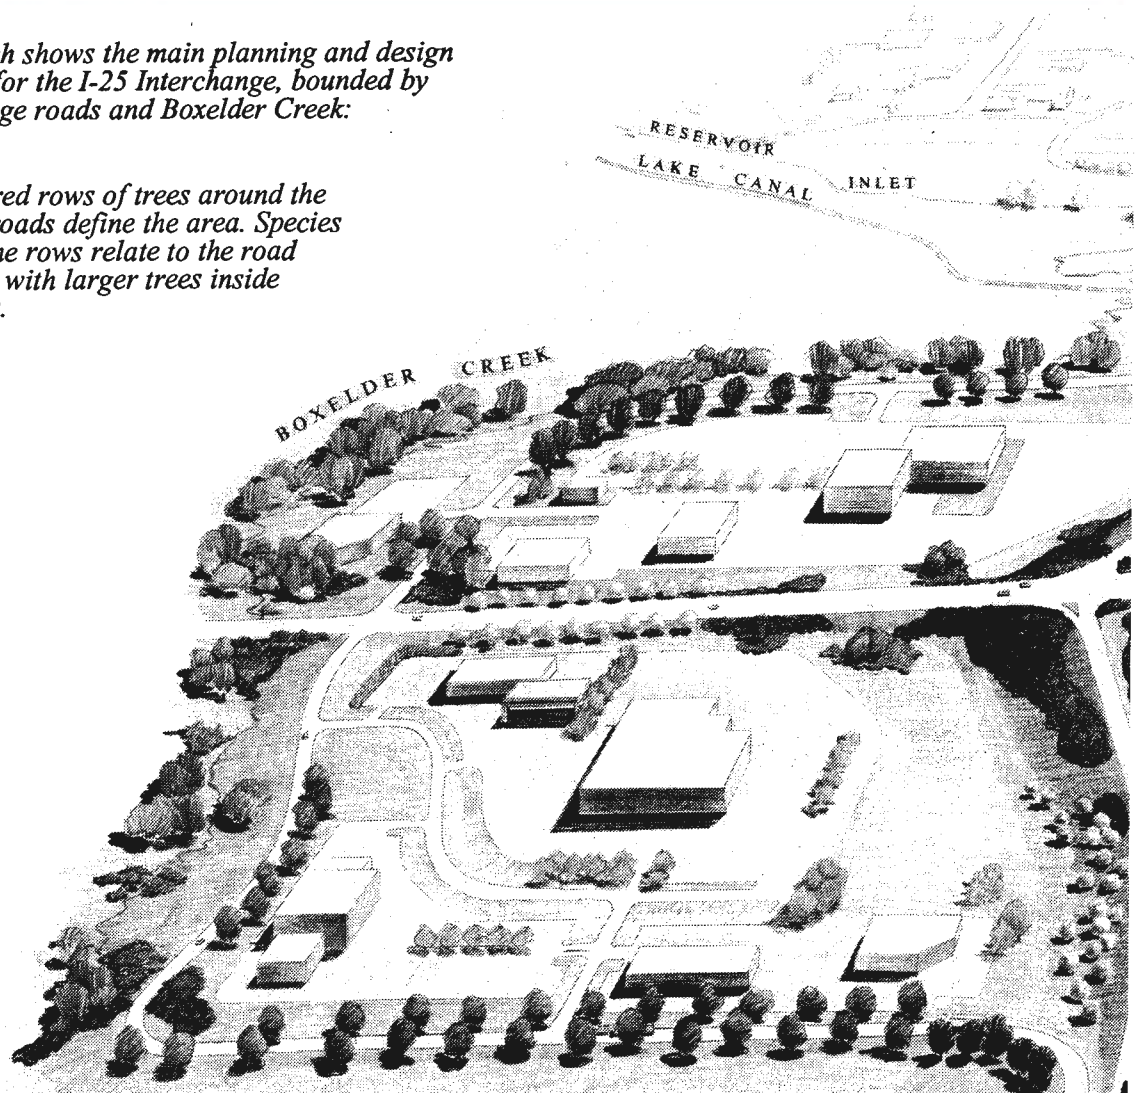 h shows the main planning and design
for the I-25 Interchange, bounded by
ge roads and Boxelder Creek:
red rows of trees around the
roads define the area. Species
ne rows relate to the road
with larger trees inside
.
RESERVOIR
LAKE CANAL INLET
BOXELDER CREEK